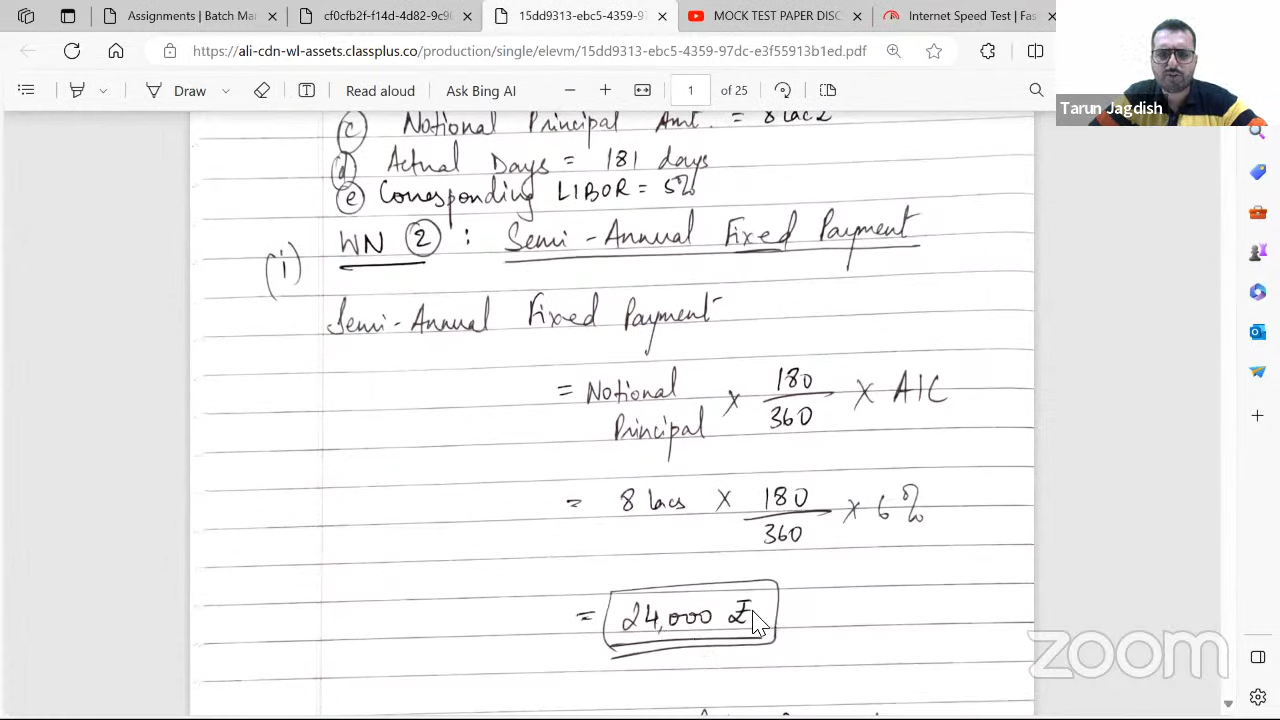 Assignments | Batch Mar
cf0cfb2f-f14d-4d82-9c9
15dd9313-ebc5-4359-97
MOCK TEST PAPER DISC
Internet Speed Test | Fas
https://ali-cdn-wl-assets.classplus.co/production/single/elevm/15dd9313-ebc5-4359-97dc-e3f55913b1ed.pdf
Draw
Read aloud
Ask Bing AI
1 of 25
Tarun Jagdish
(c) Notional Principal Amt. = 8 lacs
(d) Actual Days = 181 days
(e) Corresponding LIBOR = 5%
(i) WN (2) : Semi-Annual Fixed Payment
Semi-Annual Fixed Payment
= Notional Principal × 180/360 × AIC
= 8 lacs × 180/360 × 6%
= 24,000 £
zoom